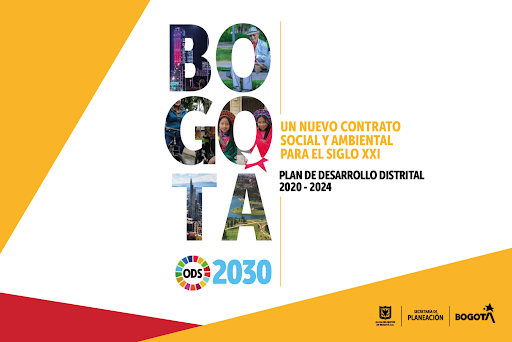 BO
GO
TA
UN NUEVO CONTRATO
SOCIAL Y AMBIENTAL
PARA EL SIGLO XXI
PLAN DE DESARROLLO DISTRITAL
2020 - 2024
ODS 2030
SECRETARÍA DE
PLANEACIÓN
BOGOTÁ